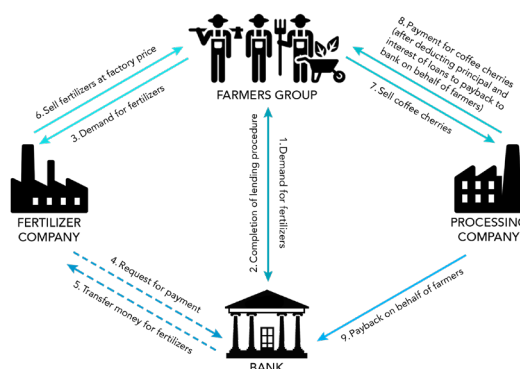 8. Payment for coffee cherries
(after deducting principal and
interest of loans to payback to
bank on behalf of farmers)
7. Sell coffee cherries
6. Sell fertilizers at factory price
3. Demand for fertilizers
FARMERS GROUP
2. Completion of lending procedure
1. Demand for fertilizers
FERTILIZER
COMPANY
PROCESSING
COMPANY
4. Request for payment
5. Transfer money for fertilizers
9. Payback on behalf of farmers
BANK